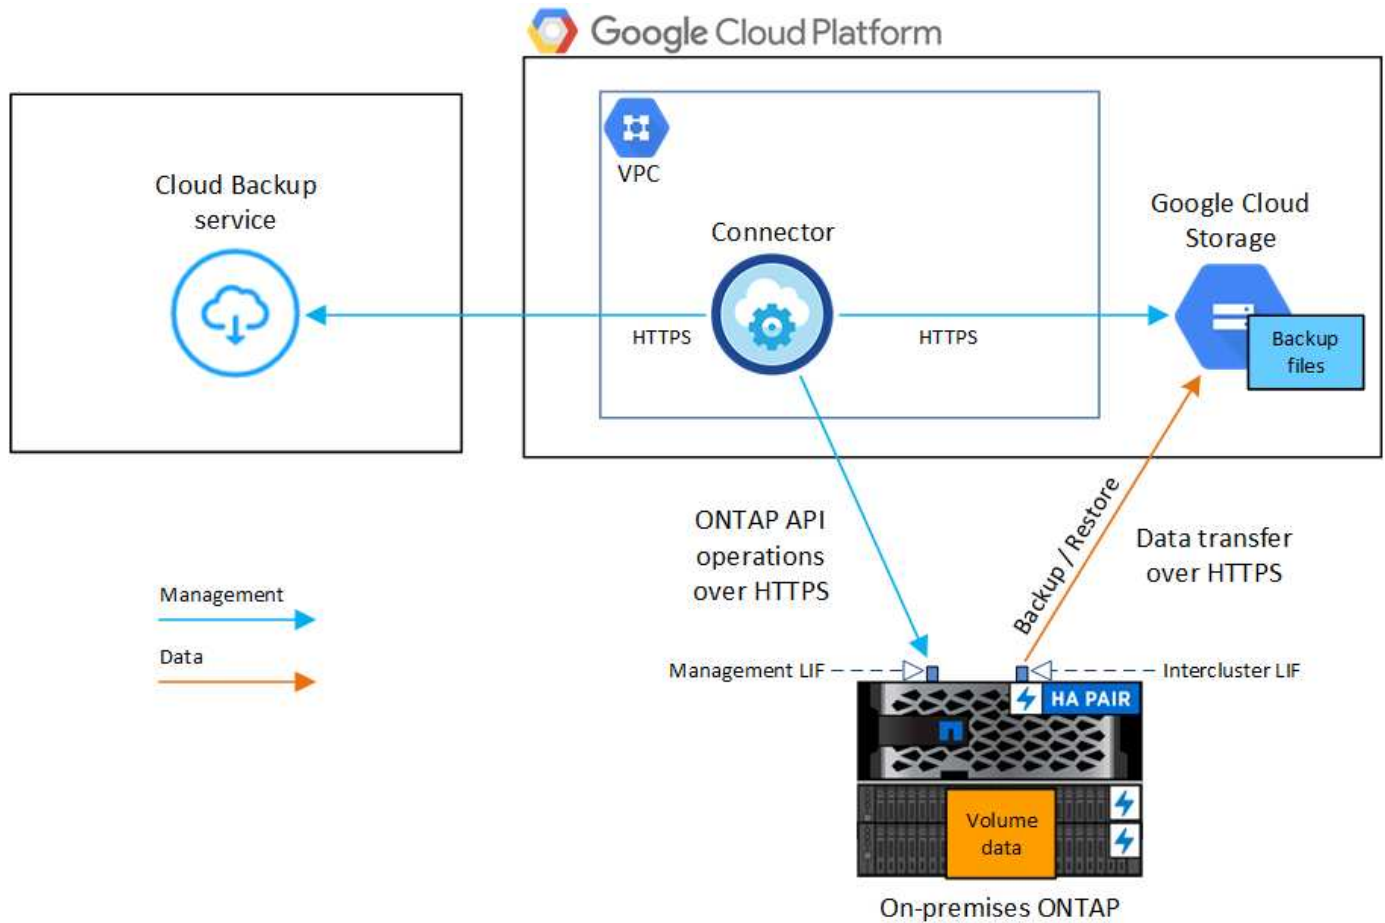 Google Cloud Platform
VPC
Cloud Backup
service
Connector
Google Cloud
Storage
HTTPS
HTTPS
Backup
files
ONTAP API
operations
over HTTPS
Backup / Restore
Data transfer
over HTTPS
Management
Data
Management LIF
Intercluster LIF
HA PAIR
Volume
data
On-premises ONTAP